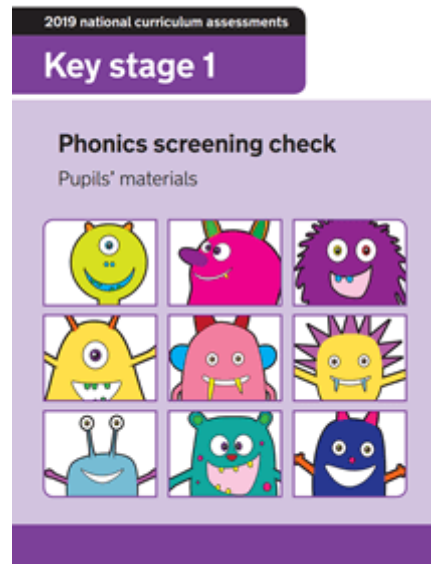 2019 national curriculum assessments
Key stage 1
Phonics screening check
Pupils’ materials